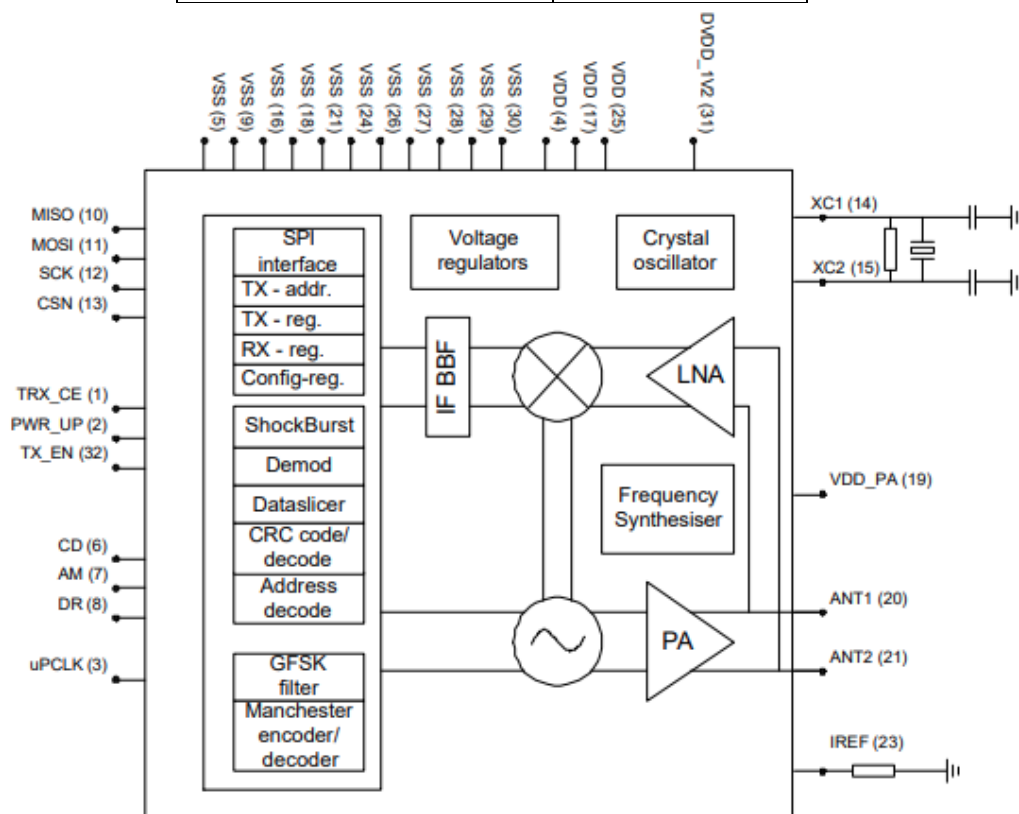 VSS (5)
VSS (9)
VSS (16)
VSS (18)
VSS (21)
VSS (24)
VSS (26)
VSS (27)
VSS (28)
VSS (29)
VSS (30)
VDD (4)
VDD (17)
VDD (25)
DVDD_1V2 (31)
MISO (10)
MOSI (11)
SCK (12)
CSN (13)
TRX_CE (1)
PWR_UP (2)
TX_EN (32)
CD (6)
AM (7)
DR (8)
uPCLK (3)
SPI
interface
TX - addr.
TX - reg.
RX - reg.
Config-reg.
ShockBurst
Demod
Dataslicer
CRC code/
decode
Address
decode
GFSK
filter
Manchester
encoder/
decoder
Voltage
regulators
Crystal
oscillator
IF BBF
LNA
Frequency
Synthesiser
PA
XC1 (14)
XC2 (15)
VDD_PA (19)
ANT1 (20)
ANT2 (21)
IREF (23)